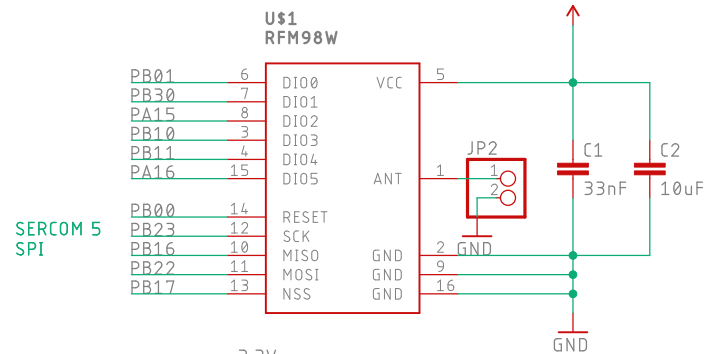 U$1
RFM98W
PB01 6 DIO0 VCC 5
PB30 7 DIO1
PA15 8 DIO2
PB10 3 DIO3
PB11 4 DIO4
PA16 15 DIO5 ANT 1
JP2
1
2
GND
C1
33nF
C2
10uF
PB00 14 RESET
SERCOM 5
SPI
PB23 12 SCK
PB16 10 MISO GND 2
PB22 11 MOSI GND 9
PB17 13 NSS GND 16
GND